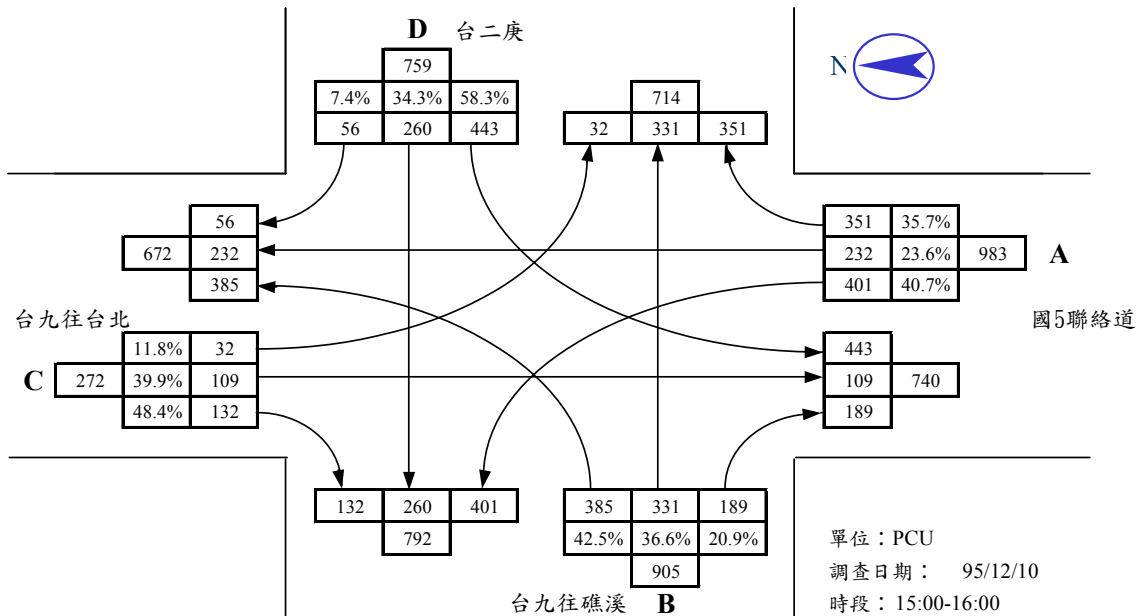 D 台二庚
759
7.4% 34.3% 58.3%
56 260 443
N
714
32 331 351
56
672 232
385
351 35.7%
232 23.6% 983
401 40.7%
A
台九往台北
國5聯絡道
11.8% 32
C 272 39.9% 109
48.4% 132
443
109 740
189
132 260 401
792
385 331 189
42.5% 36.6% 20.9%
905
台九往礁溪 B
單位：PCU
調查日期： 95/12/10
時段：15:00-16:00